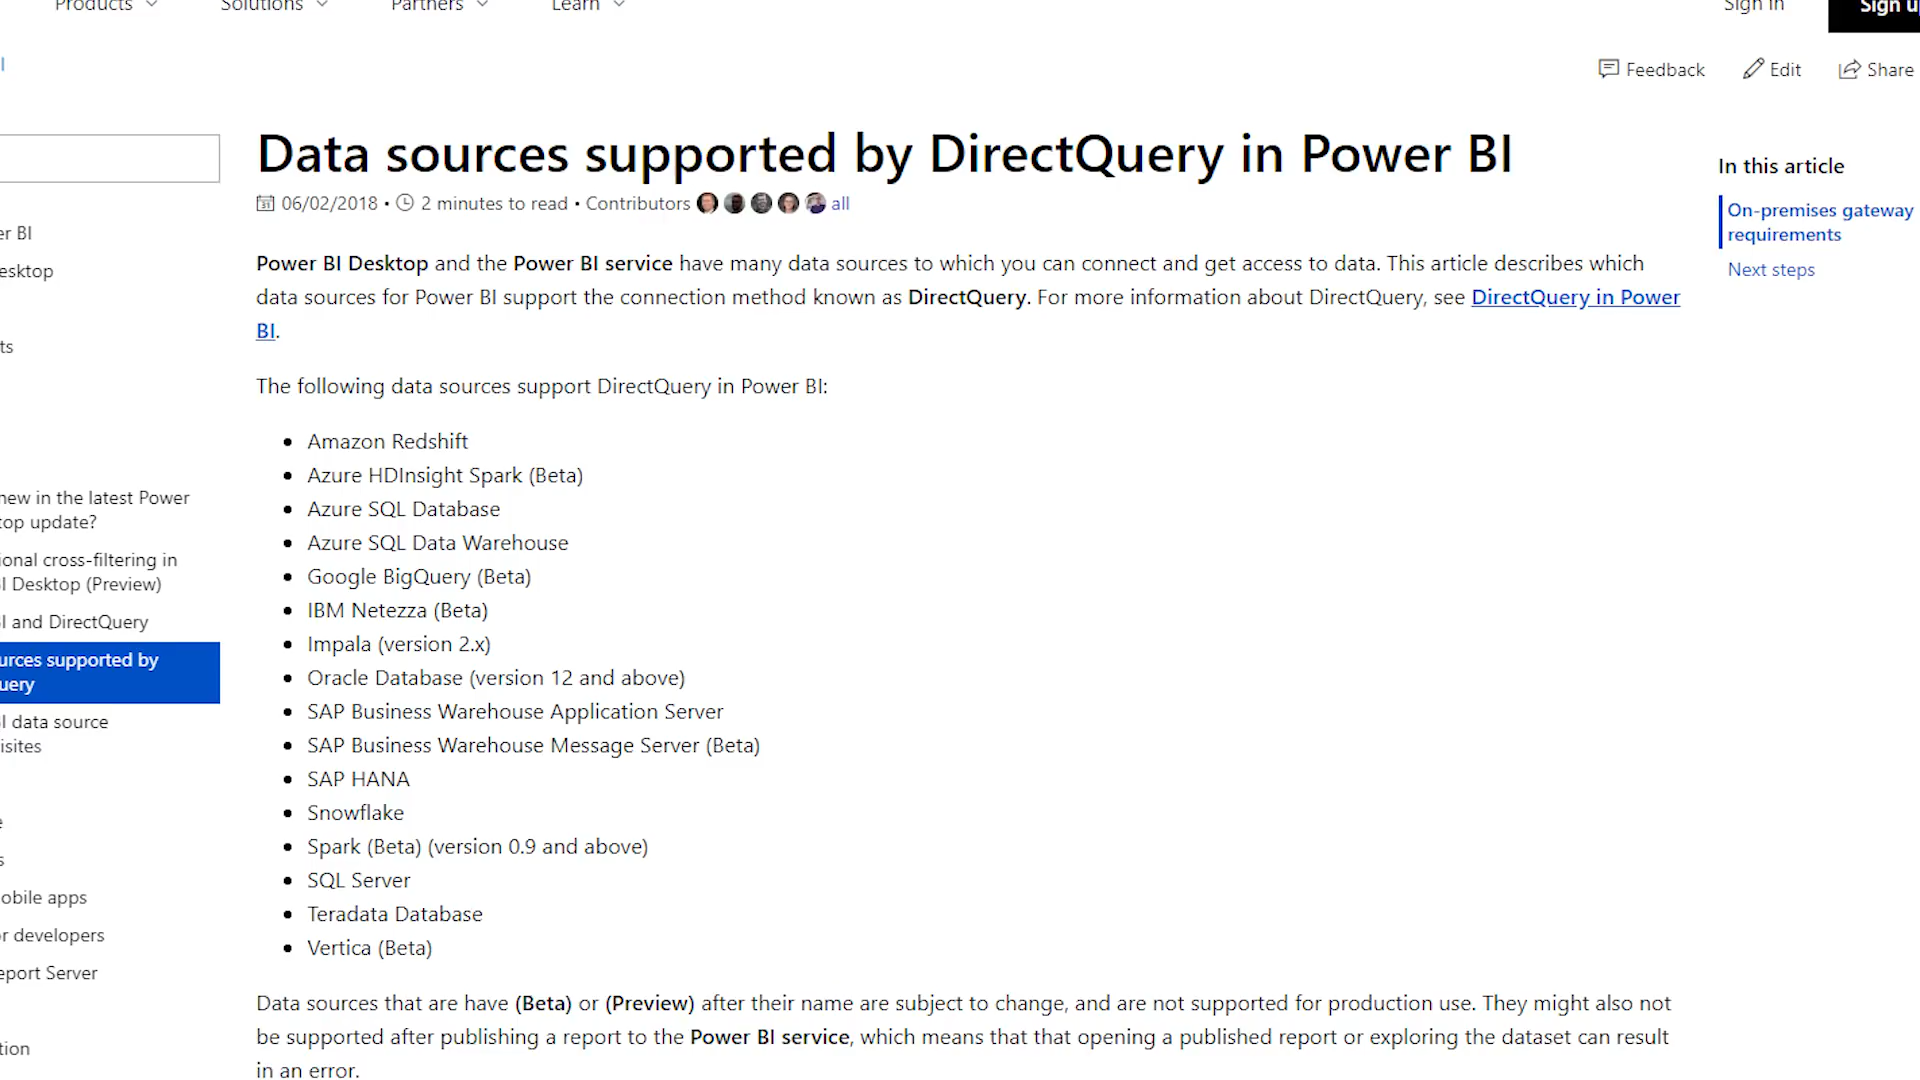 Products
Solutions
Partners
Learn
Sign in
Sign u
Feedback
Edit
Share
Data sources supported by DirectQuery in Power BI
06/02/2018 • 2 minutes to read • Contributors all
Power BI Desktop and the Power BI service have many data sources to which you can connect and get access to data. This article describes which
data sources for Power BI support the connection method known as DirectQuery. For more information about DirectQuery, see DirectQuery in Power
BI.
The following data sources support DirectQuery in Power BI:
• Amazon Redshift
• Azure HDInsight Spark (Beta)
• Azure SQL Database
• Azure SQL Data Warehouse
• Google BigQuery (Beta)
• IBM Netezza (Beta)
• Impala (version 2.x)
• Oracle Database (version 12 and above)
• SAP Business Warehouse Application Server
• SAP Business Warehouse Message Server (Beta)
• SAP HANA
• Snowflake
• Spark (Beta) (version 0.9 and above)
• SQL Server
• Teradata Database
• Vertica (Beta)
Data sources that are have (Beta) or (Preview) after their name are subject to change, and are not supported for production use. They might also not
be supported after publishing a report to the Power BI service, which means that that opening a published report or exploring the dataset can result
in an error.
In this article
On-premises gateway
requirements
Next steps
er BI
esktop
ts
new in the latest Power
top update?
ional cross-filtering in
I Desktop (Preview)
I and DirectQuery
urces supported by
uery
I data source
isites
e
s
obile apps
or developers
eport Server
tion